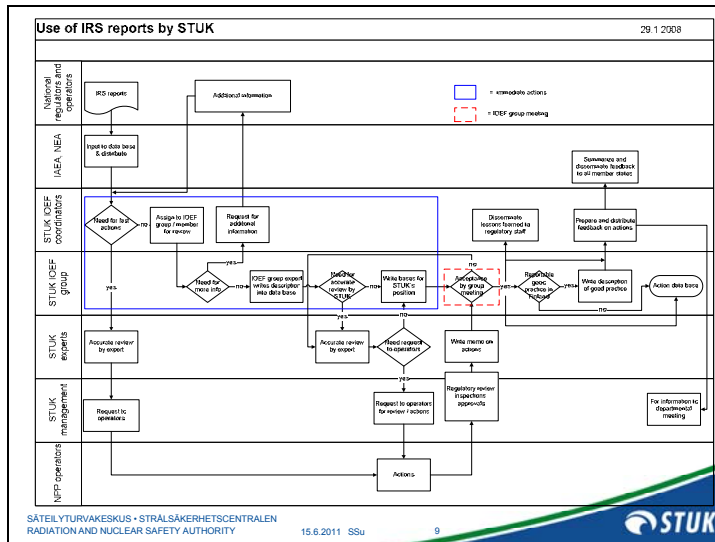 Use of IRS reports by STUK
29.1.2008
National
regulators and
operators
IRS reports
Additional information
= Immediate actions
= IOEF group meeting
IAEA, NEA
Input to data base
& distribute
Summarize and
disseminate feedback
to all member states
STUK IOEF
coordinators
Need for fast
actions
no
Assign to IOEF
group / member
for review
Request for
additional
information
Disseminate
lessons learned to
regulatory staff
Prepare and distribute
feedback on actions
STUK IOEF
group
yes
Need for
more info
yes
no
IOEF group expert
writes description
into data base
Need for
accurate
review by
STUK
no
yes
Write bases for
STUK's
position
no
no
Acceptance
by group
meeting
yes
Reportable
good
practice in
Finland
yes
no
Write description
of good practice
Action data base
STUK
experts
Accurate review
by expert
Accurate review
by expert
Need request
to operators
yes
Write memo on
actions
STUK
management
Request to
operators
Request to operators
for review / actions
Regulatory review
inspections
approvals
For information to
departmental
meeting
NPP operators
Actions
SÄTEILYTURVAKESKUS • STRÅLSÄKERHETSCENTRALEN
RADIATION AND NUCLEAR SAFETY AUTHORITY
15.6.2011 SSu
9
STUK